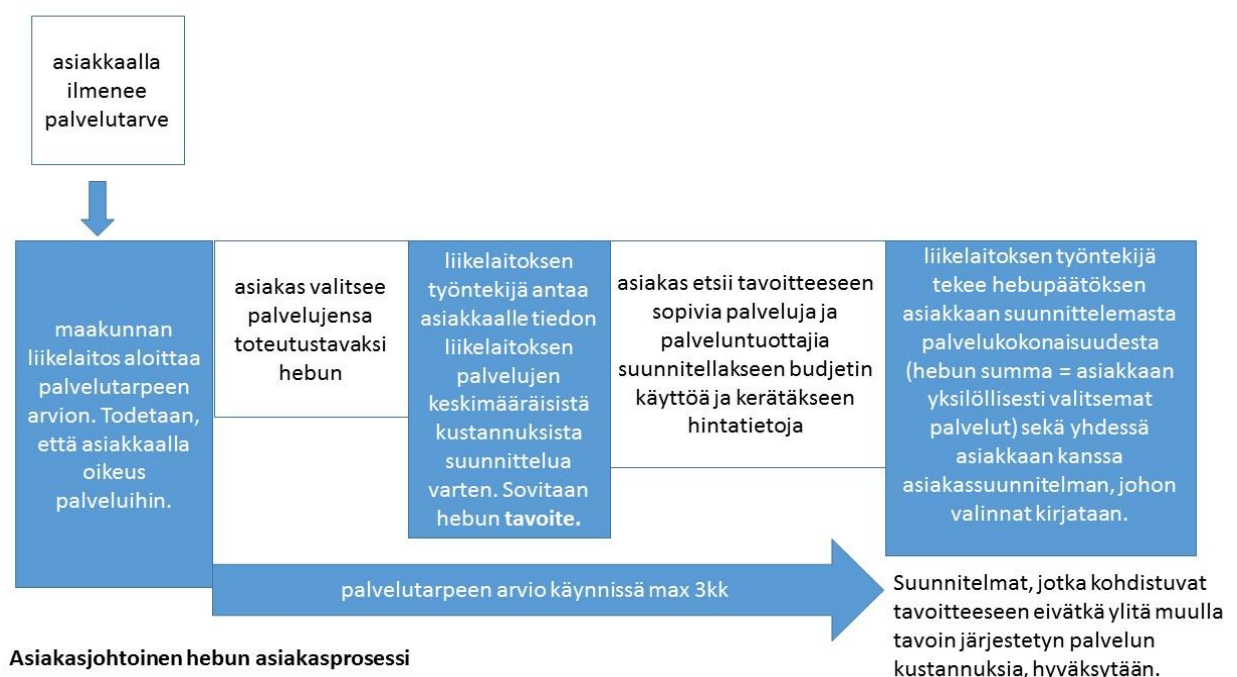 asiakkaalla
ilmenee
palvelutarve
maakunnan
liikelaitos aloittaa
palvelutarpeen
arvion. Todetaan,
että asiakkaalla
oikeus
palveluihin.
asiakas valitsee
palvelujensa
toteutustavaksi
hebun
liikelaitoksen
työntekijä antaa
asiakkaalle tiedon
liikelaitoksen
palvelujen
keskimääräisistä
kustannuksista
suunnittelua
varten. Sovitaan
hebun tavoite.
asiakas etsii tavoitteeseen
sopivia palveluja ja
palveluntuottajia
suunnitellakseen budjetin
käyttöä ja kerätäkseen
hintatietoja
liikelaitoksen työntekijä
tekee hebupäätöksen
asiakkaan suunnittelemasta
palvelukokonaisuudesta
(hebun summa = asiakkaan
yksilöllisesti valitsemat
palvelut) sekä yhdessä
asiakkaan kanssa
asiakassuunnitelman, johon
valinnat kirjataan.
palvelutarpeen arvio käynnissä max 3kk
Suunnitelmat, jotka kohdistuvat
tavoitteeseen eivätkä ylitä muulla
tavoin järjestetyn palvelun
kustannuksia, hyväksytään.
Asiakasjohtoinen hebun asiakasprosessi